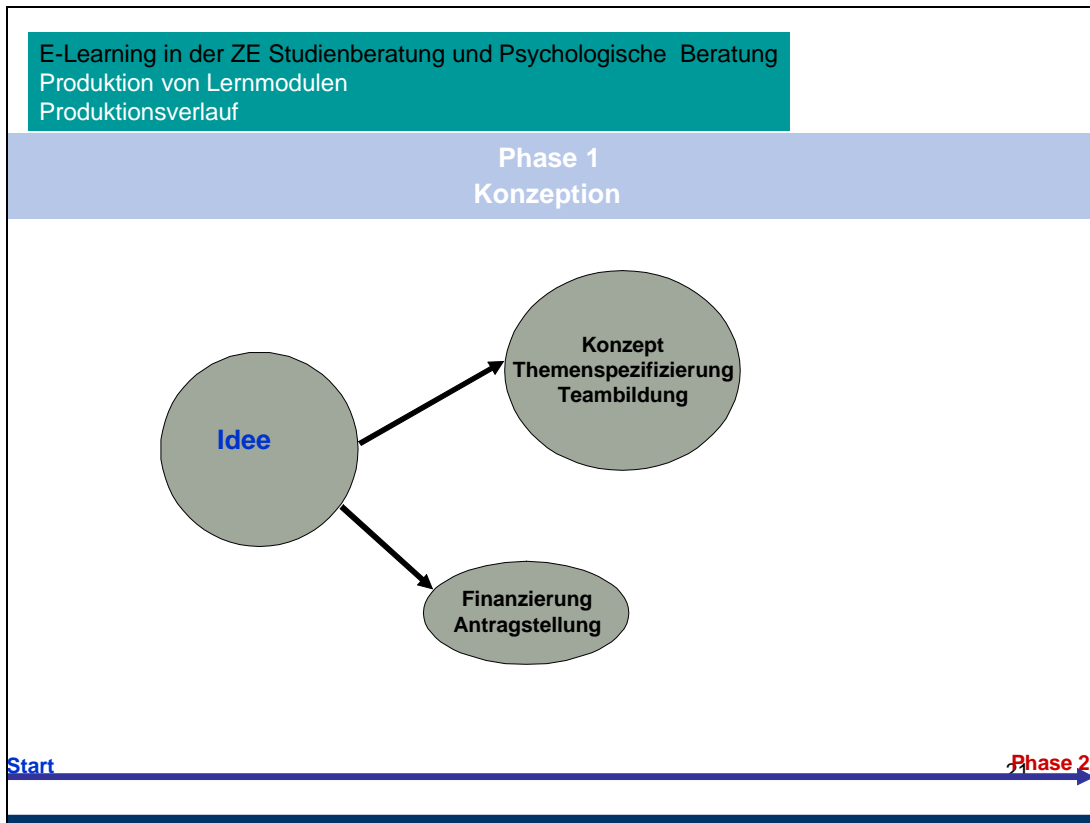 E-Learning in der ZE Studienberatung und Psychologische Beratung
Produktion von Lernmodulen
Produktionsverlauf
Phase 1
Konzeption
Konzept
Themenspezifizierung
Teambildung
Idee
Finanzierung
Antragstellung
Start
21
Phase 2